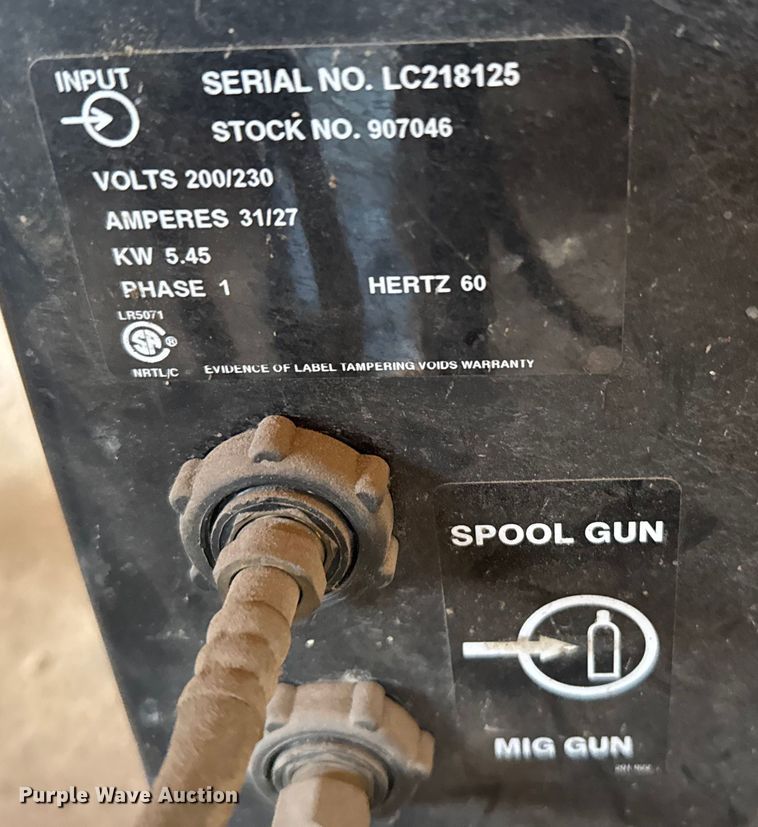 INPUT
SERIAL NO. LC218125
STOCK NO. 907046
VOLTS 200/230
AMPERES 31/27
KW 5.45
PHASE 1 HERTZ 60
LR5071
SA ®
NRTL/C
EVIDENCE OF LABEL TAMPERING VOIDS WARRANTY
SPOOL GUN
MIG GUN
Purple Wave Auction